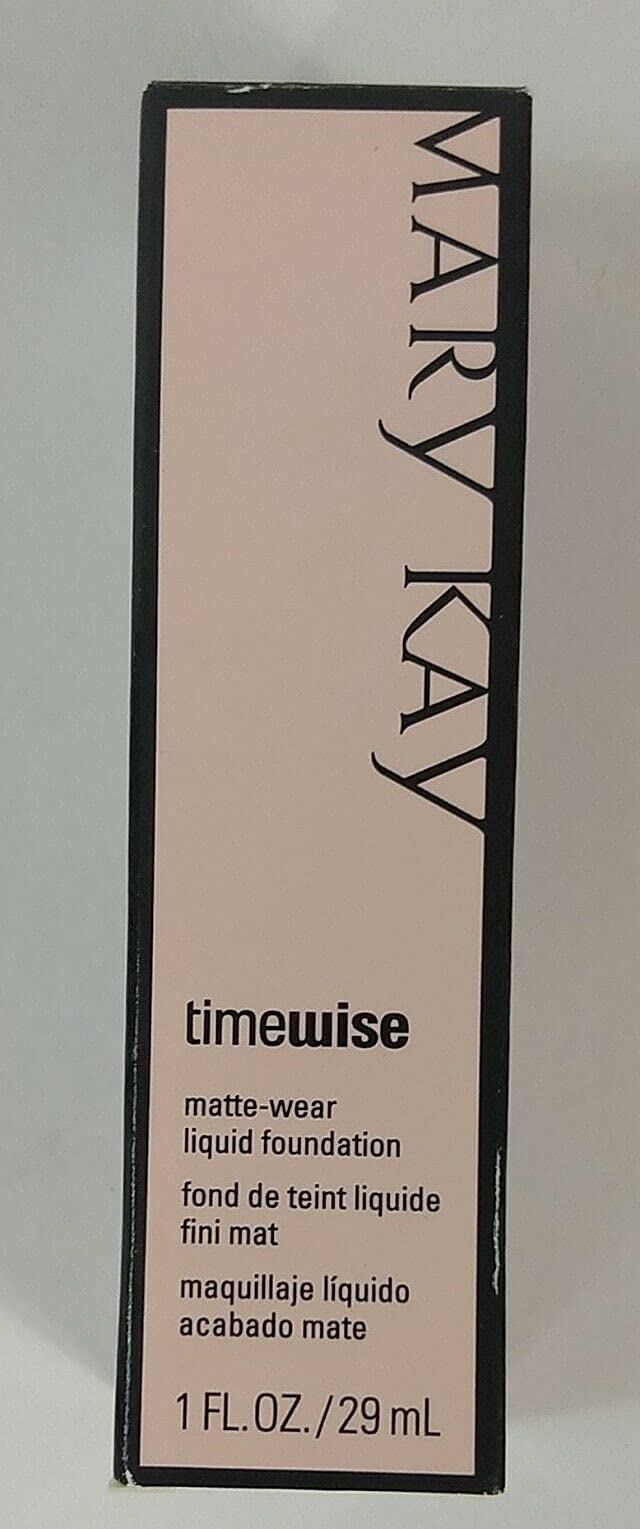 MARY KAY
timewise
matte-wear
liquid foundation
fond de teint liquide
fini mat
maquillaje líquido
acabado mate
1 FL.OZ./29 mL